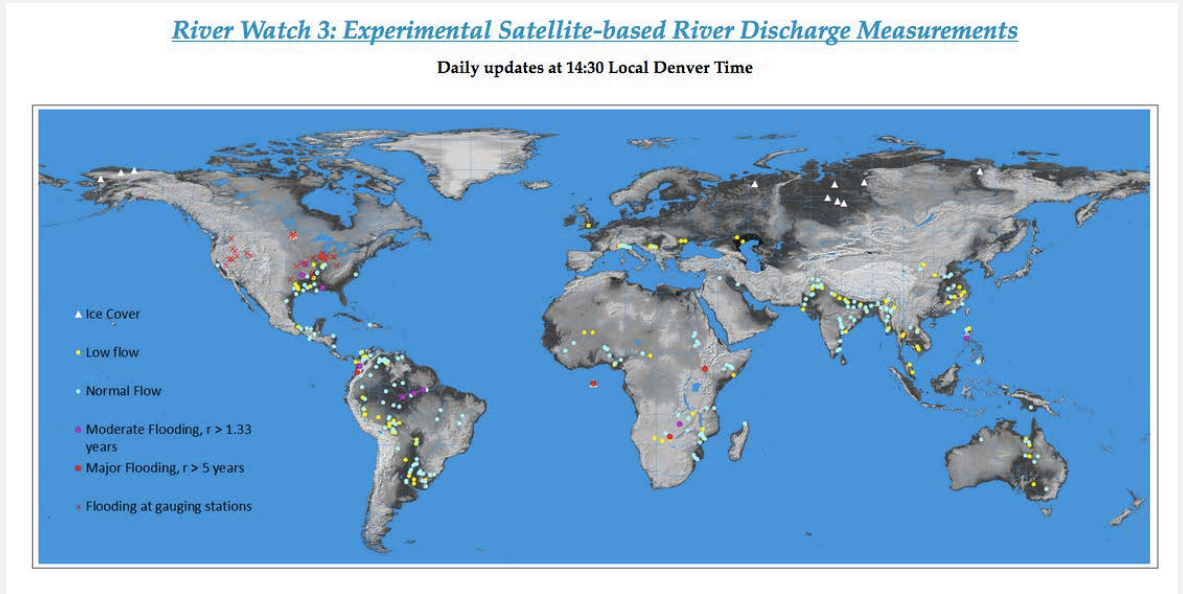 River Watch 3: Experimental Satellite-based River Discharge Measurements
Daily updates at 14:30 Local Denver Time
Ice Cover
Low flow
Normal Flow
Moderate Flooding, r > 1.33
years
Major Flooding, r > 5 years
Flooding at gauging stations